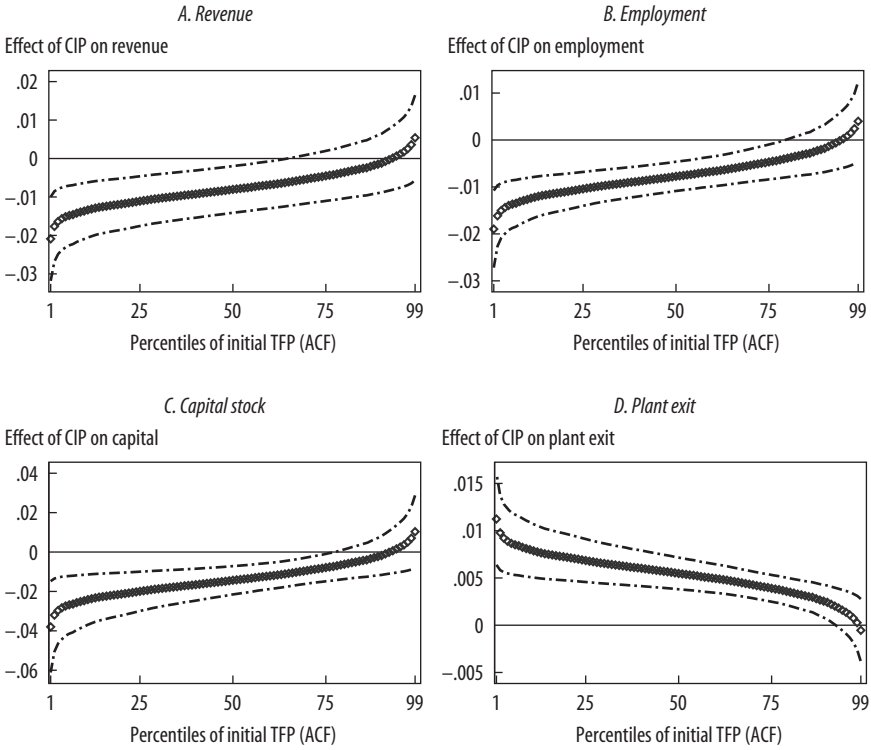 A. Revenue
Effect of CIP on revenue
.02
.01
0
−.01
−.02
−.03
1 25 50 75 99
Percentiles of initial TFP (ACF)
B. Employment
Effect of CIP on employment
.01
0
−.01
−.02
−.03
1 25 50 75 99
Percentiles of initial TFP (ACF)
C. Capital stock
Effect of CIP on capital
.04
.02
0
−.02
−.04
−.06
1 25 50 75 99
Percentiles of initial TFP (ACF)
D. Plant exit
Effect of CIP on plant exit
.015
.01
.005
0
−.005
1 25 50 75 99
Percentiles of initial TFP (ACF)